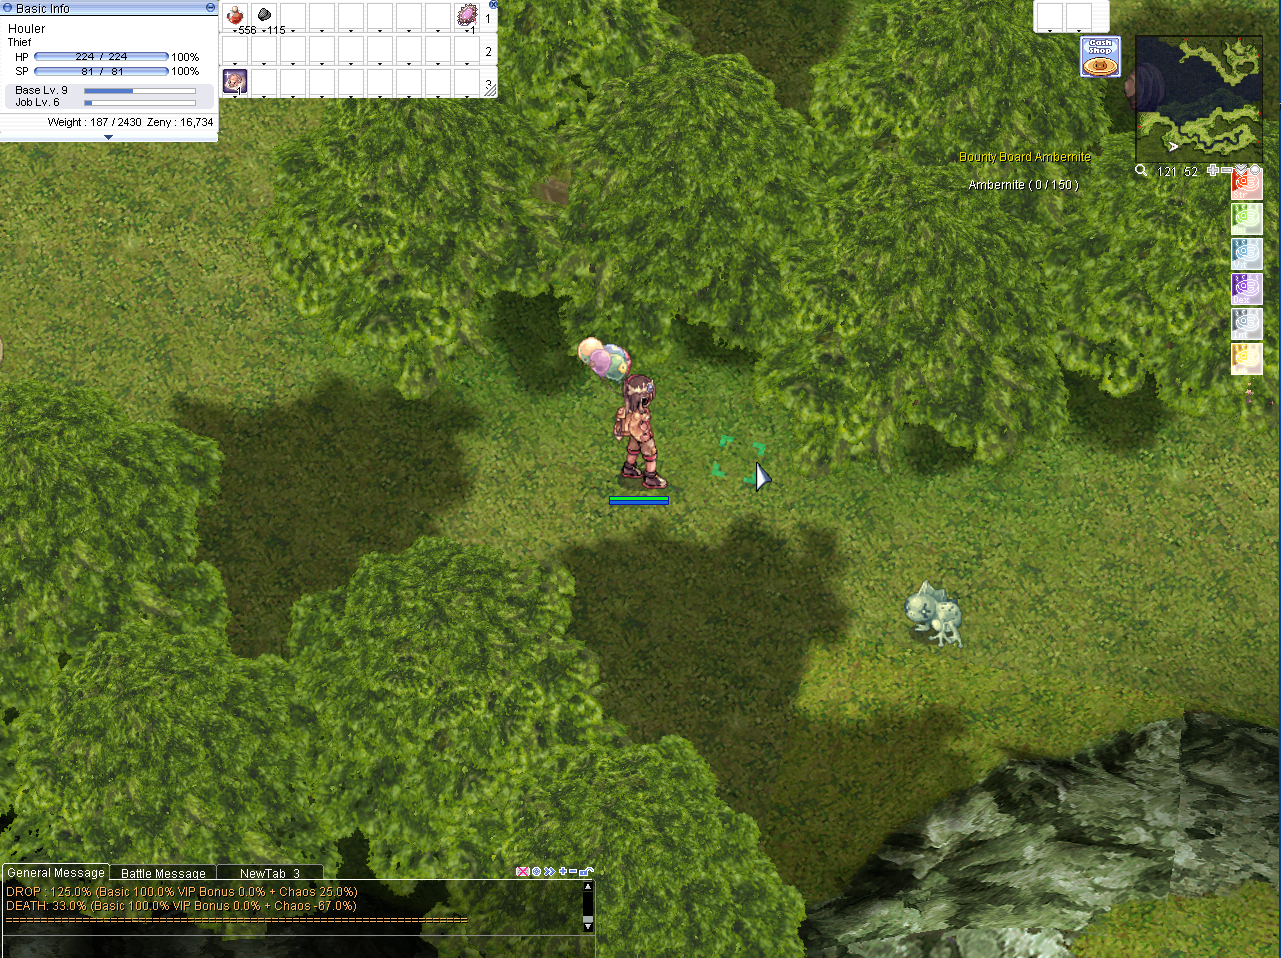 Basic Info
Houler
Thief
HP 224 / 224 100%
SP 81 / 81 100%
Base Lv. 9
Job Lv. 6
Weight : 187 / 2430 Zeny : 16,734
556 115 1 1
2
1 3
Cash Shop
Bounty Board Ambernite
Ambernite ( 0 / 150 )
121 52
Dex
General Message Battle Message NewTab 3
DROP : 125.0% (Basic 100.0% VIP Bonus 0.0% + Chaos 25.0%)
DEATH: 33.0% (Basic 100.0% VIP Bonus 0.0% + Chaos -67.0%)